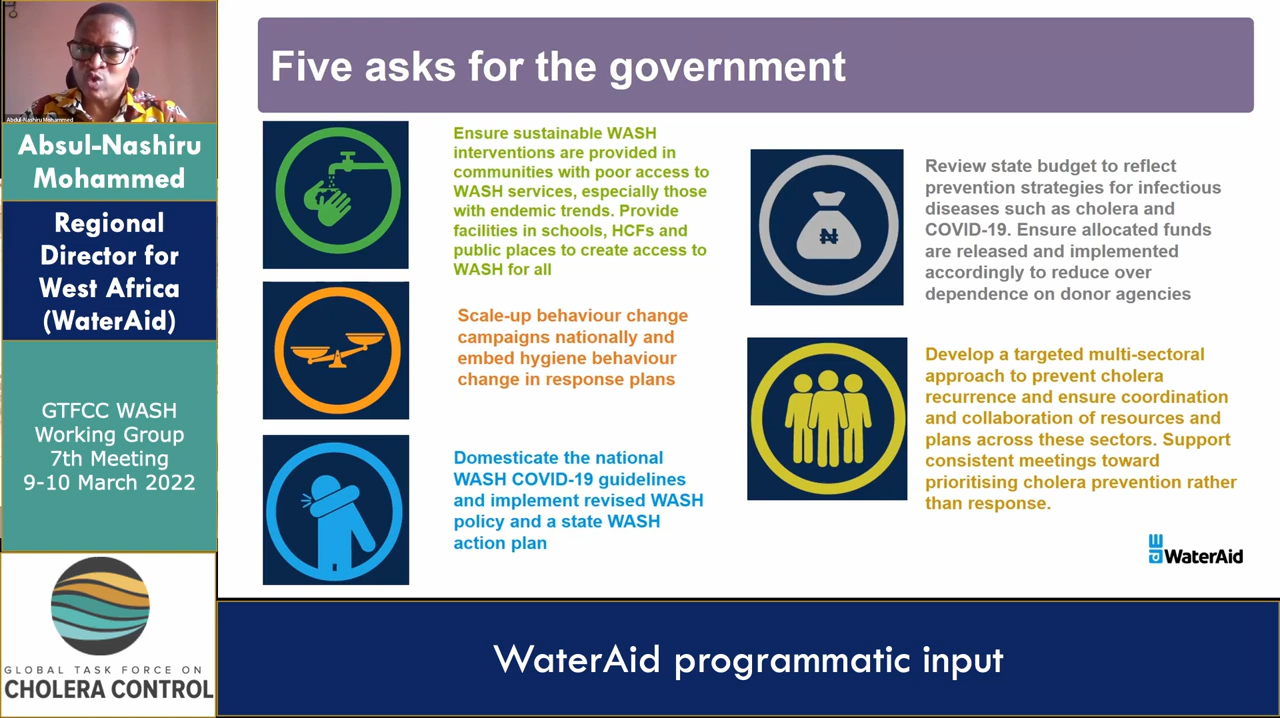 Abdul-Nashiru Mohammed
Absul-Nashiru
Mohammed
Regional
Director for
West Africa
(WaterAid)
GTFCC WASH
Working Group
7th Meeting
9-10 March 2022
GLOBAL TASK FORCE ON
CHOLERA CONTROL
Five asks for the government
Ensure sustainable WASH
interventions are provided in
communities with poor access to
WASH services, especially those
with endemic trends. Provide
facilities in schools, HCFs and
public places to create access to
WASH for all
Scale-up behaviour change
campaigns nationally and
embed hygiene behaviour
change in response plans
Domesticate the national
WASH COVID-19 guidelines
and implement revised WASH
policy and a state WASH
action plan
₦
Review state budget to reflect
prevention strategies for infectious
diseases such as cholera and
COVID-19. Ensure allocated funds
are released and implemented
accordingly to reduce over
dependence on donor agencies
Develop a targeted multi-sectoral
approach to prevent cholera
recurrence and ensure coordination
and collaboration of resources and
plans across these sectors. Support
consistent meetings toward
prioritising cholera prevention rather
than response.
WaterAid
WaterAid programmatic input